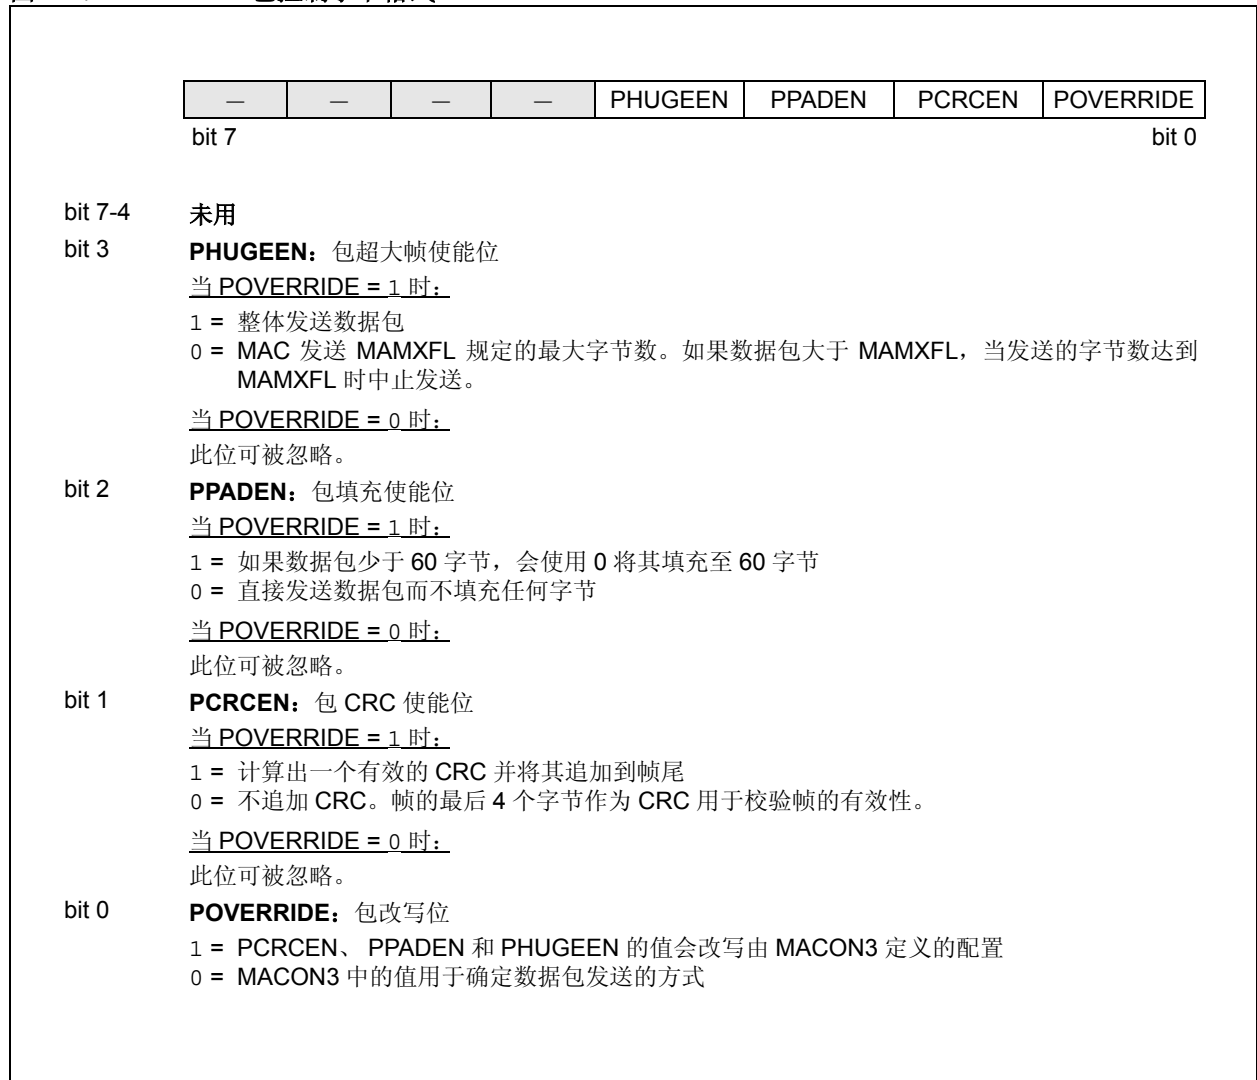 — — — — PHUGEEN PPADEN PCRCEN POVERRIDE
bit 7 bit 0
bit 7-4 未用
bit 3 PHUGEEN：包超大帧使能位
当 POVERRIDE = 1 时：
1 = 整体发送数据包
0 = MAC 发送 MAMXFL 规定的最大字节数。如果数据包大于 MAMXFL，当发送的字节数达到
MAMXFL 时中止发送。
当 POVERRIDE = 0 时：
此位可被忽略。
bit 2 PPADEN：包填充使能位
当 POVERRIDE = 1 时：
1 = 如果数据包少于 60 字节，会使用 0 将其填充至 60 字节
0 = 直接发送数据包而不填充任何字节
当 POVERRIDE = 0 时：
此位可被忽略。
bit 1 PCRCEN：包 CRC 使能位
当 POVERRIDE = 1 时：
1 = 计算出一个有效的 CRC 并将其追加到帧尾
0 = 不追加 CRC。帧的最后 4 个字节作为 CRC 用于校验帧的有效性。
当 POVERRIDE = 0 时：
此位可被忽略。
bit 0 POVERRIDE：包改写位
1 = PCRCEN、 PPADEN 和 PHUGEEN 的值会改写由 MACON3 定义的配置
0 = MACON3 中的值用于确定数据包发送的方式